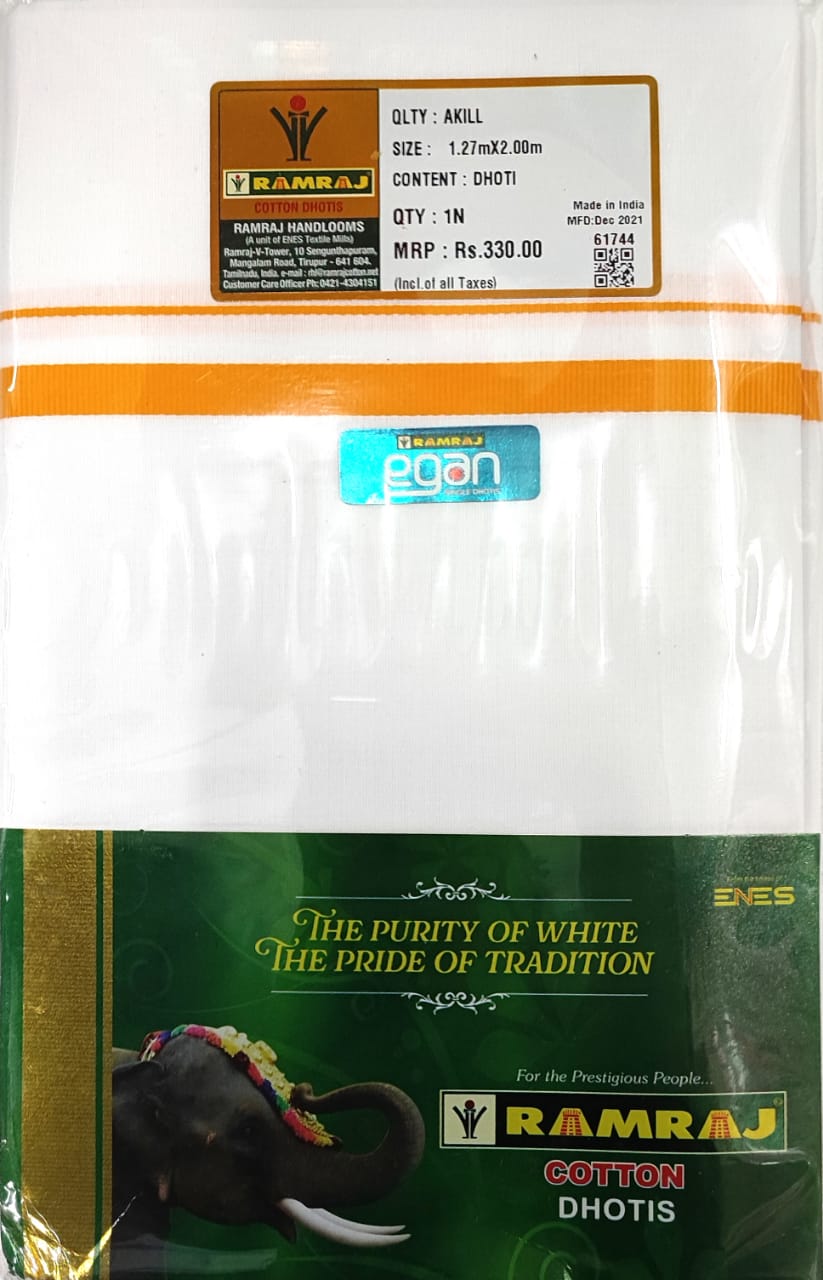 RAMRAJ
COTTON DHOTIS
RAMRAJ HANDLOOMS
(A unit of ENES Textile Mills)
Ramraj-V-Tower, 10 Sengunthapuram,
Mangalam Road, Tirupur - 641 604.
Tamilnadu, India. e-mail : rhl@ramrajcotton.net
Customer Care Officer Ph: 0421-4304151
QLTY : AKILL
SIZE : 1.27mX2.00m
CONTENT : DHOTI
QTY : 1N
MRP : Rs.330.00
(Incl.of all Taxes)
Made in India
MFD:Dec 2021
61744
RAMRAJ
egan
SINGLE DHOTIS
ENES
THE PURITY OF WHITE
THE PRIDE OF TRADITION
For the Prestigious People...
RAMRAJ
COTTON
DHOTIS